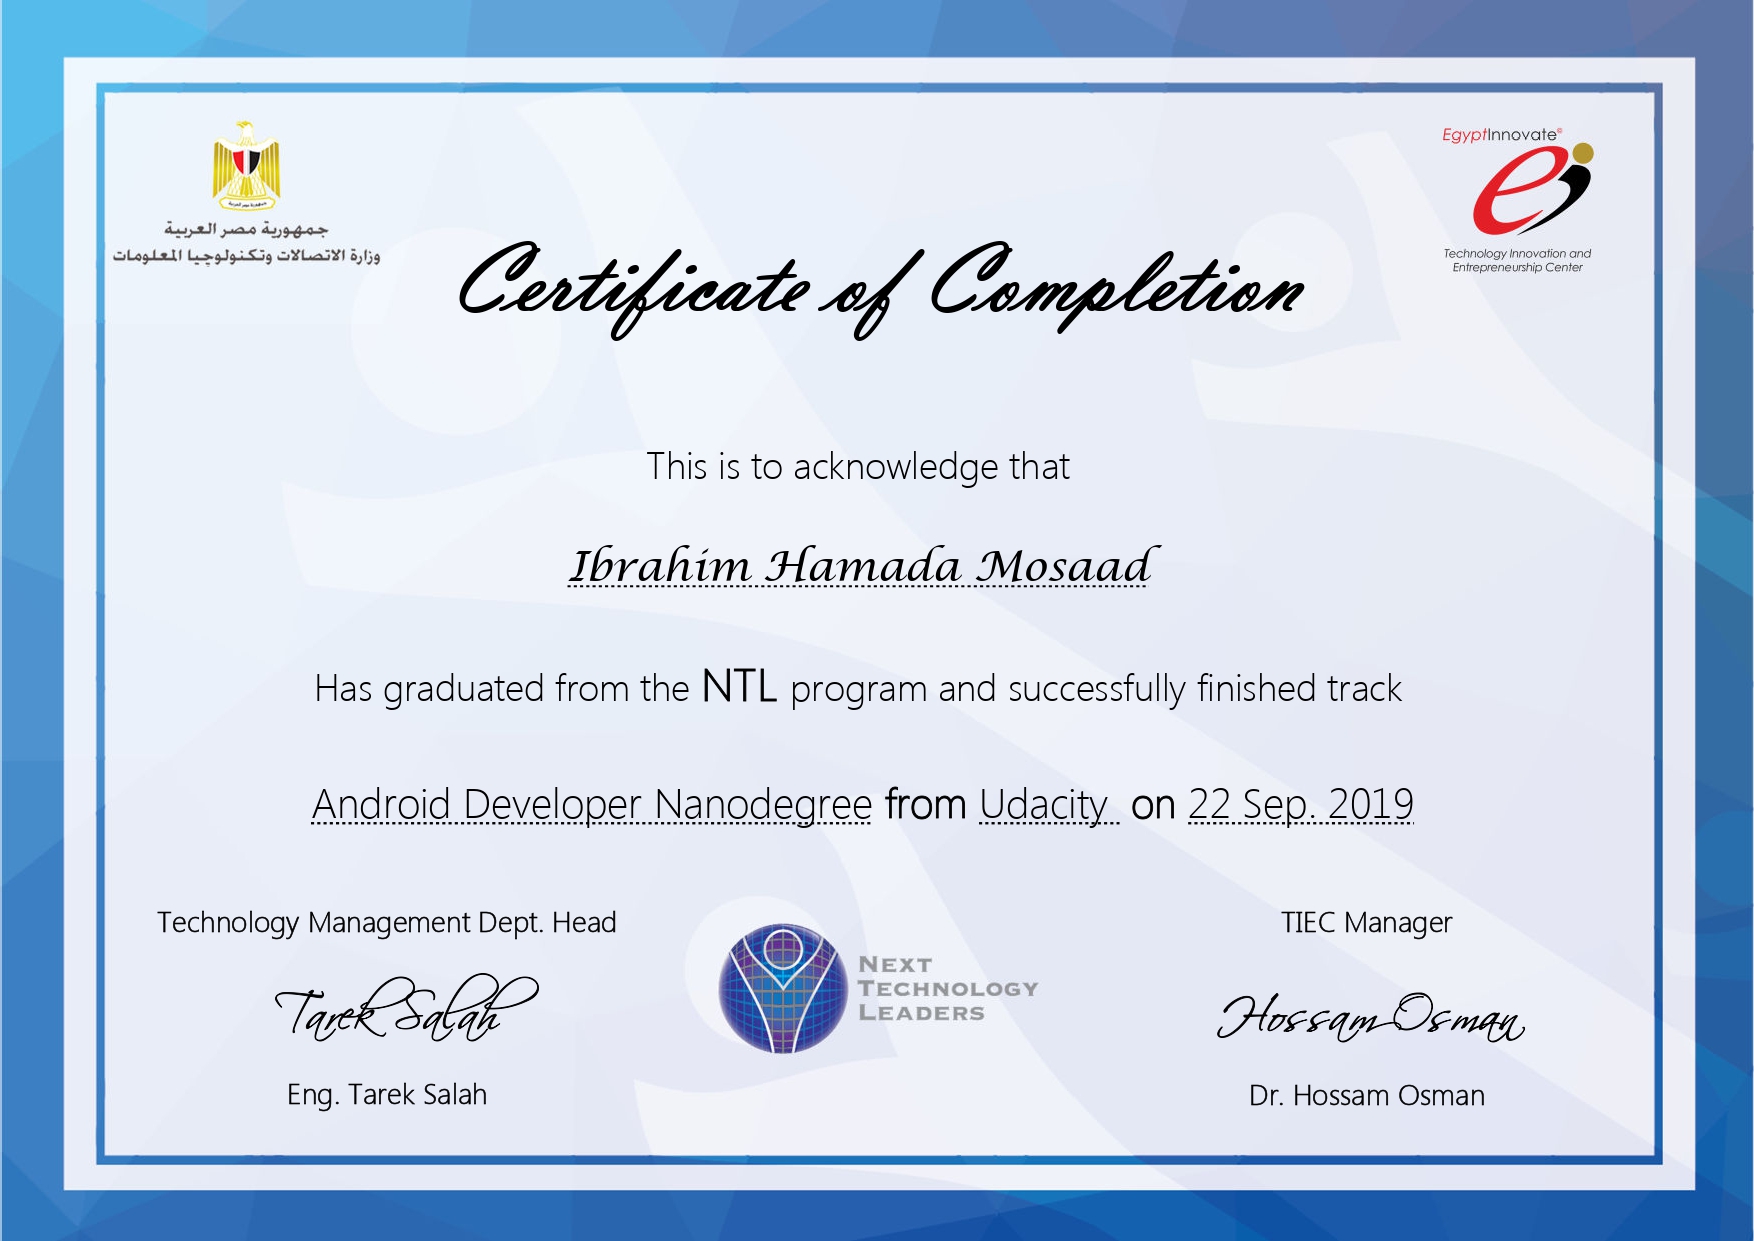 جمهورية مصر العربية
وزارة الاتصالات وتكنولوجيا المعلومات
EgyptInnovate®
Technology Innovation and
Entrepreneurship Center
Certificate of Completion
This is to acknowledge that
Ibrahim Hamada Mosaad
Has graduated from the NTL program and successfully finished track
Android Developer Nanodegree from Udacity on 22 Sep. 2019
Technology Management Dept. Head
Tarek Salah
Eng. Tarek Salah
NEXT
TECHNOLOGY
LEADERS
TIEC Manager
Hossam Osman
Dr. Hossam Osman